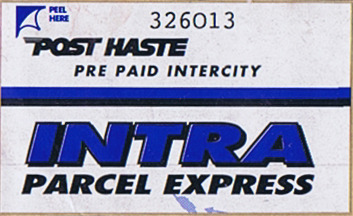 PEEL
HERE
326013
POST HASTE
PRE PAID INTERCITY
INTRA
PARCEL EXPRESS